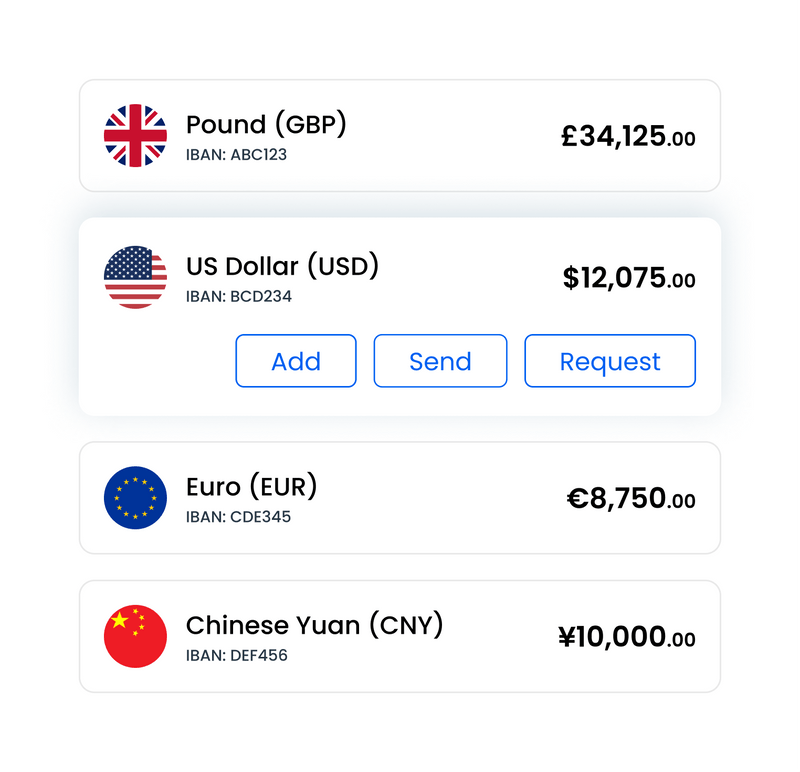 Pound (GBP)
£34,125.00
IBAN: ABC123
US Dollar (USD)
$12,075.00
IBAN: BCD234
Add Send Request
Euro (EUR)
€8,750.00
IBAN: CDE345
Chinese Yuan (CNY)
¥10,000.00
IBAN: DEF456